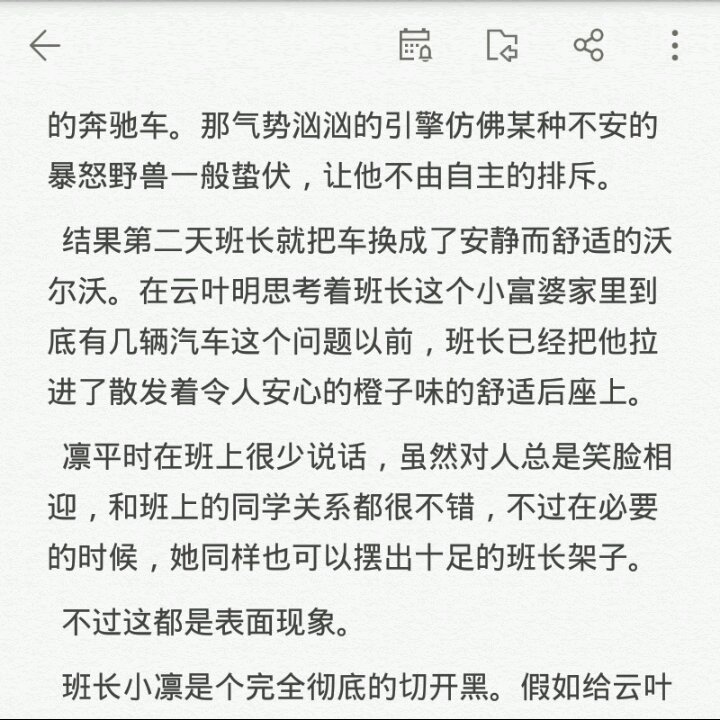 的奔驰车。那气势汹汹的引擎仿佛某种不安的
暴怒野兽一般蛰伏，让他不由自主的排斥。
结果第二天班长就把车换成了安静而舒适的沃
尔沃。在云叶明思考着班长这个小富婆家里到
底有几辆汽车这个问题以前，班长已经把他拉
进了散发着令人安心的橙子味的舒适后座上。
凛平时在班上很少说话，虽然对人总是笑脸相
迎，和班上的同学关系都很不错，不过在必要
的时候，她同样也可以摆出十足的班长架子。
不过这都是表面现象。
班长小凛是个完全彻底的切开黑。假如给云叶